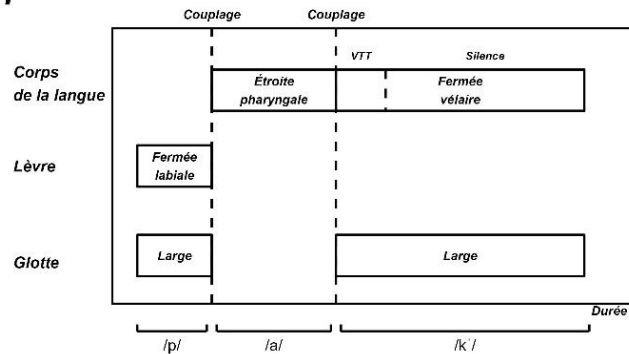 Couplage Couplage
VTT Silence
Corps
de la langue
Étroite
pharyngale
Fermée
vélaire
Lèvre
Fermée
labiale
Glotte
Large Large
Durée
/p/ /a/ /k˺/